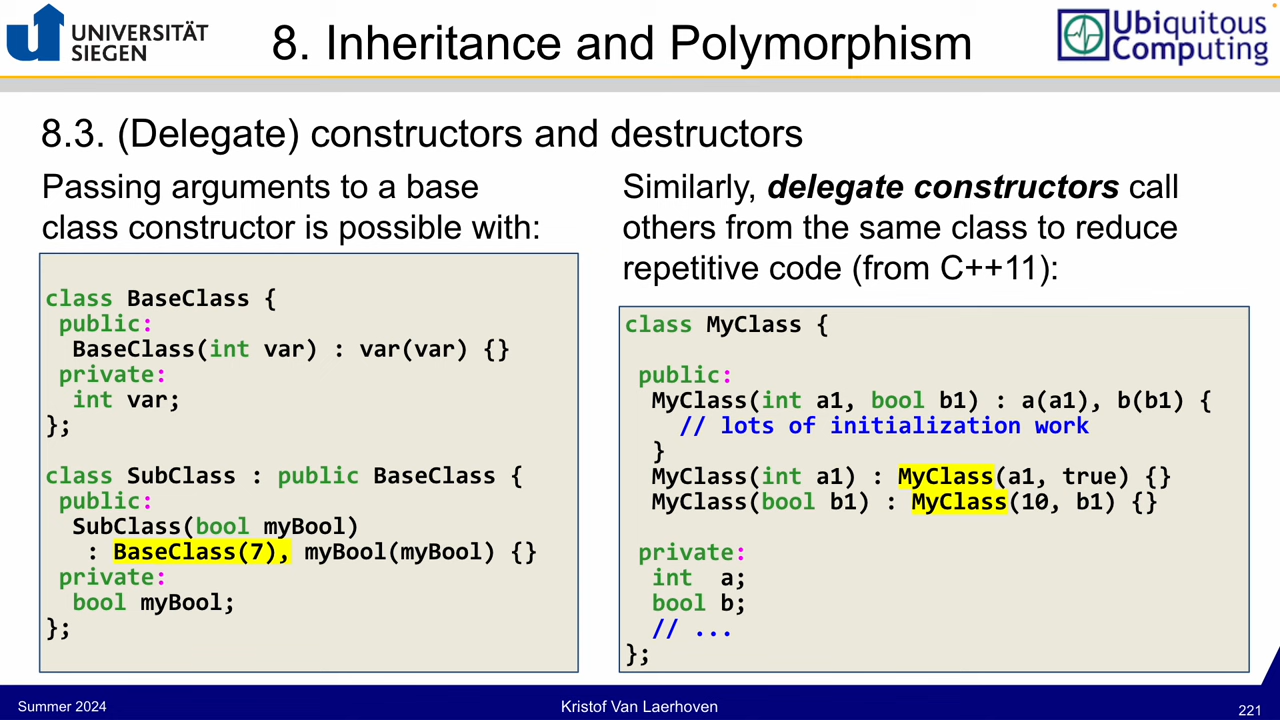 UNIVERSITÄT
SIEGEN
8. Inheritance and Polymorphism
Ubiquitous
Computing
8.3. (Delegate) constructors and destructors
Passing arguments to a base
class constructor is possible with:
class BaseClass {
 public:
  BaseClass(int var) : var(var) {}
 private:
  int var;
};
class SubClass : public BaseClass {
 public:
  SubClass(bool myBool)
   : BaseClass(7), myBool(myBool) {}
 private:
  bool myBool;
};
Similarly, delegate constructors call
others from the same class to reduce
repetitive code (from C++11):
class MyClass {
 public:
  MyClass(int a1, bool b1) : a(a1), b(b1) {
    // lots of initialization work
  }
  MyClass(int a1) : MyClass(a1, true) {}
  MyClass(bool b1) : MyClass(10, b1) {}
 private:
  int  a;
  bool b;
  // ...
};
Summer 2024
Kristof Van Laerhoven
221